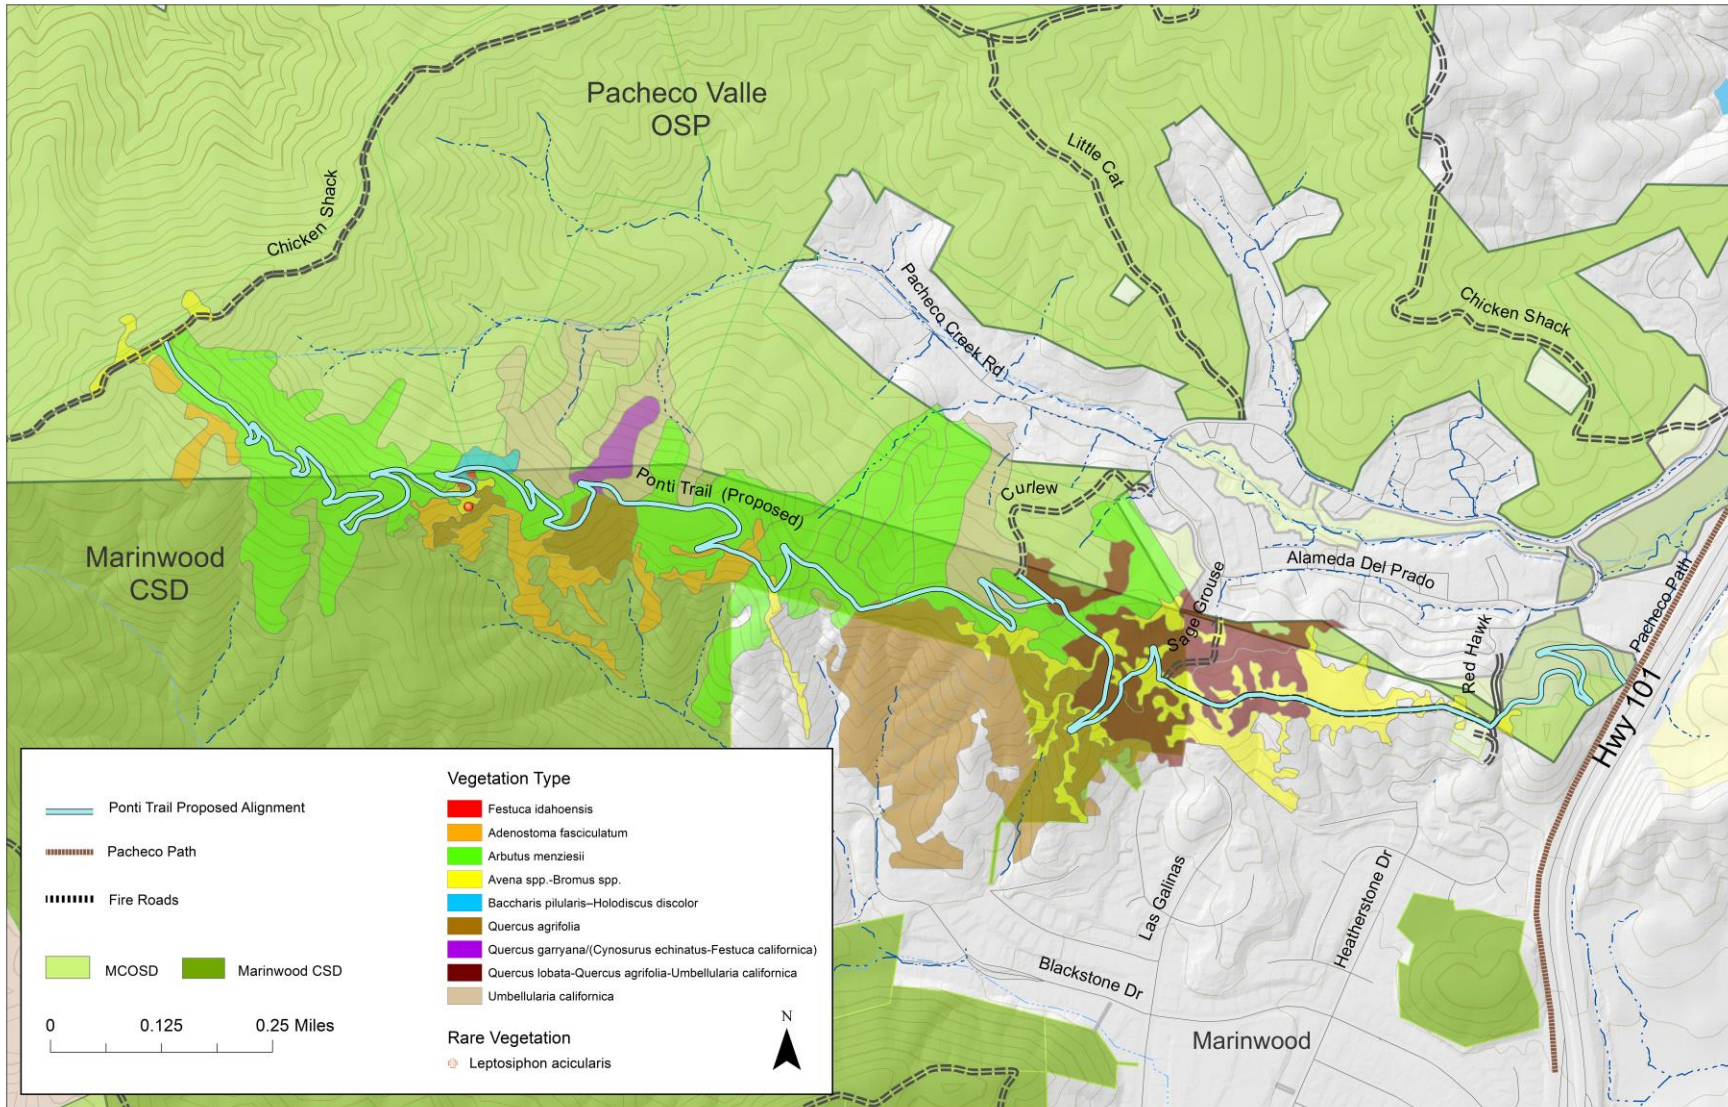 Pacheco Valle
OSP
Chicken Shack
Little Cat
Pacheco Creek Rd
Chicken Shack
Ponti Trail (Proposed)
Curlew
Marinwood
CSD
Alameda Del Prado
Sage Grouse
Red Hawk
Pacheco Path
Hwy 101
Las Galinas
Heatherstone Dr
Blackstone Dr
Marinwood
Ponti Trail Proposed Alignment
Pacheco Path
Fire Roads
MCOSD
Marinwood CSD
0 0.125 0.25 Miles
Vegetation Type
Festuca idahoensis
Adenostoma fasciculatum
Arbutus menziesii
Avena spp.-Bromus spp.
Baccharis pilularis–Holodiscus discolor
Quercus agrifolia
Quercus garryana/(Cynosurus echinatus-Festuca californica)
Quercus lobata-Quercus agrifolia-Umbellularia californica
Umbellularia californica
Rare Vegetation
Leptosiphon acicularis
N